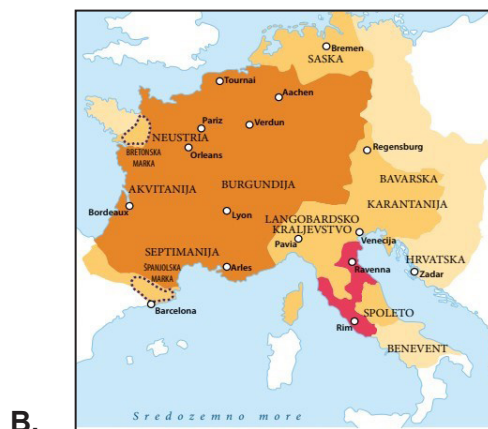 Bremen
SASKA
Tournai
Aachen
Pariz
Verdun
NEUSTRIA
BRETONSKA
MARKA
Orleans
Regensburg
BAVARSKA
AKVITANIJA
BURGUNDIJA
KARANTANIJA
Bordeaux
Lyon
LANGOBARDSKO
KRALJEVSTVO
Pavia
Venecija
SEPTIMANIJA
ŠPANJOLSKA
MARKA
Arles
Ravenna
HRVATSKA
Zadar
Barcelona
SPOLETO
Rim
BENEVENT
Sredozemno more
B.